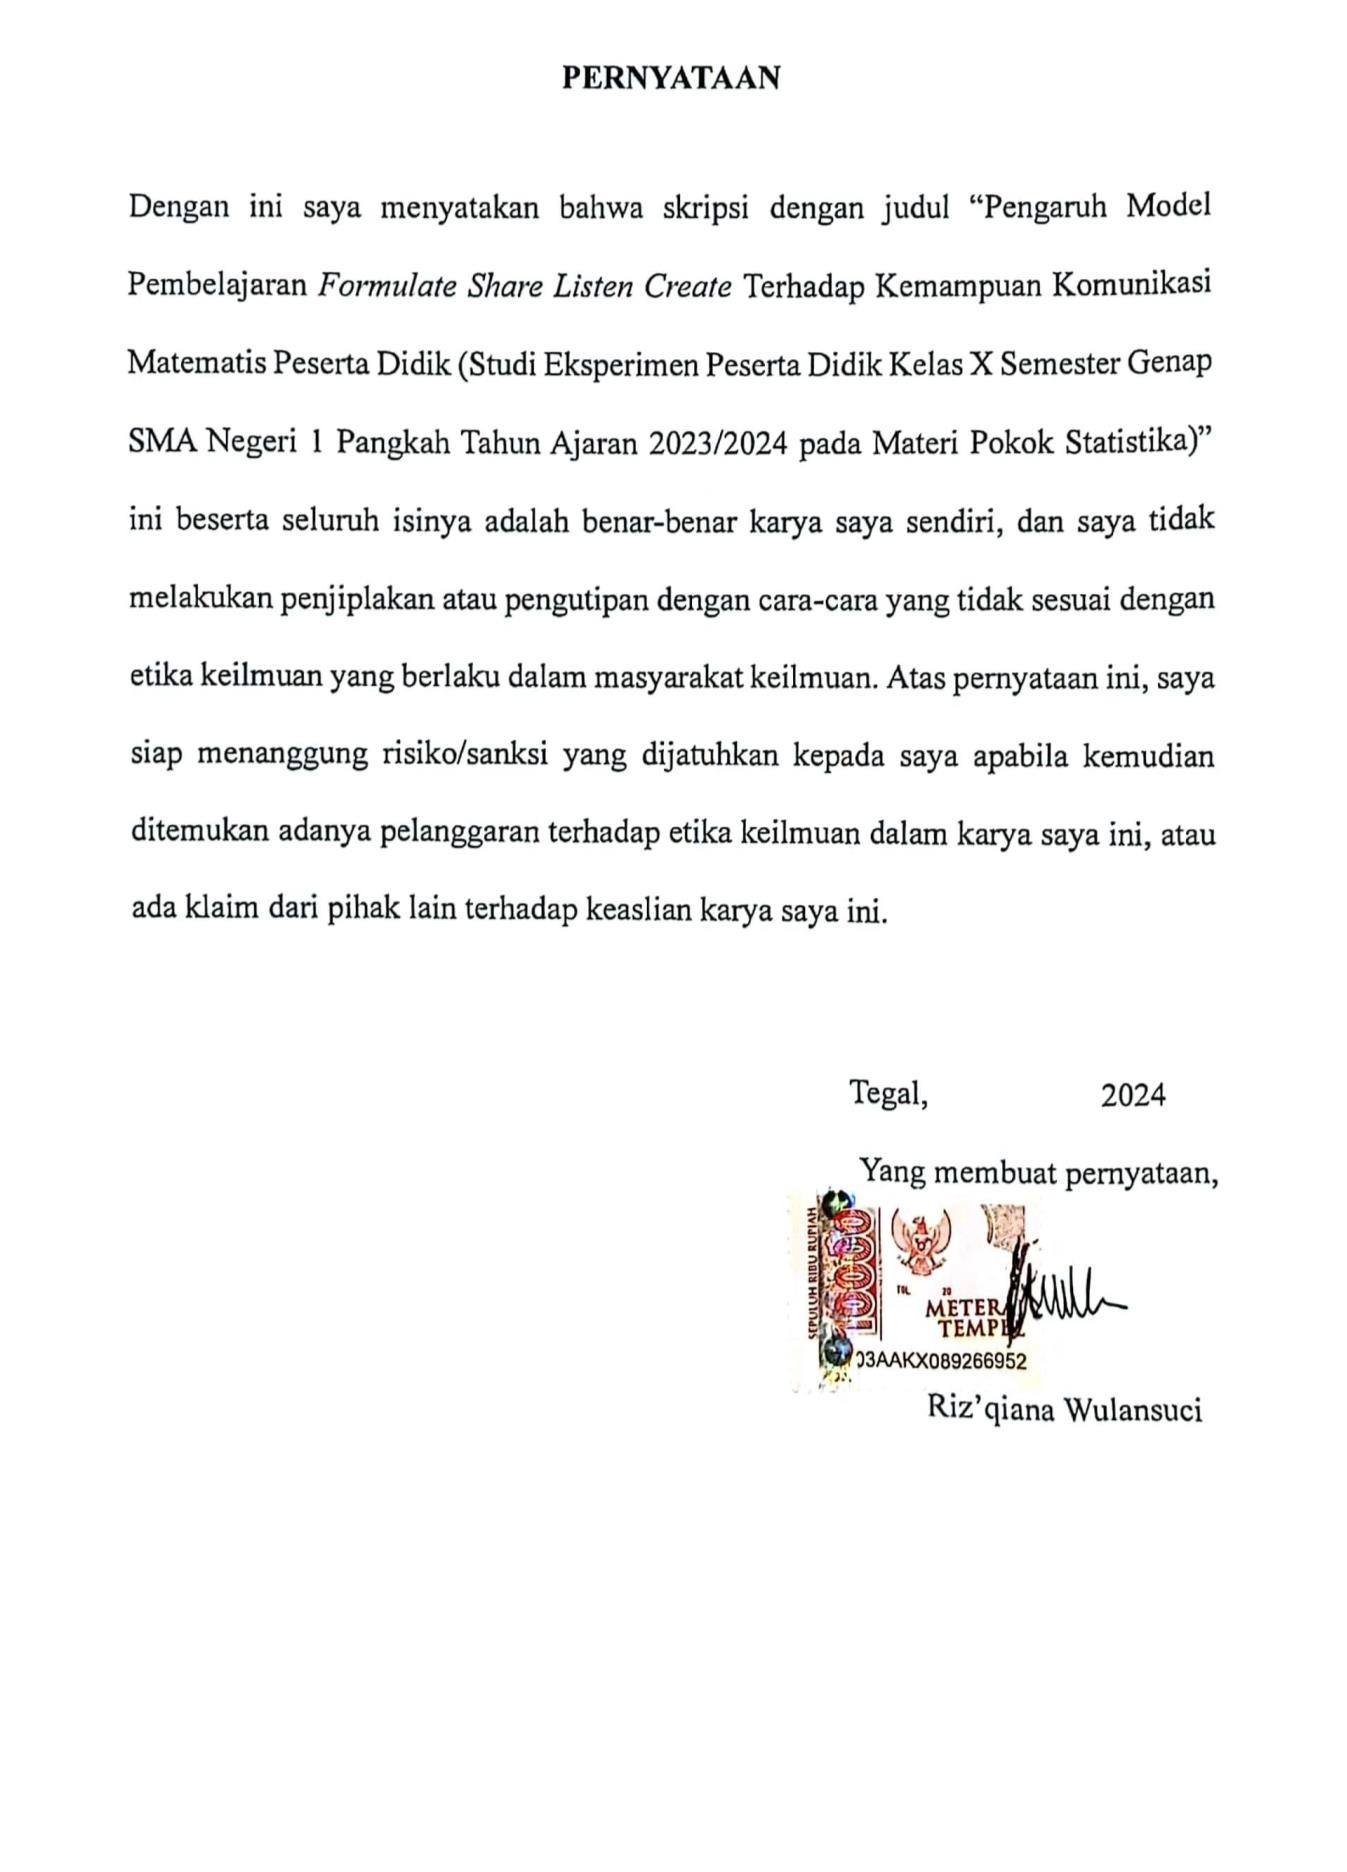 PERNYATAAN
Dengan ini saya menyatakan bahwa skripsi dengan judul “Pengaruh Model
Pembelajaran Formulate Share Listen Create Terhadap Kemampuan Komunikasi
Matematis Peserta Didik (Studi Eksperimen Peserta Didik Kelas X Semester Genap
SMA Negeri 1 Pangkah Tahun Ajaran 2023/2024 pada Materi Pokok Statistika)”
ini beserta seluruh isinya adalah benar-benar karya saya sendiri, dan saya tidak
melakukan penjiplakan atau pengutipan dengan cara-cara yang tidak sesuai dengan
etika keilmuan yang berlaku dalam masyarakat keilmuan. Atas pernyataan ini, saya
siap menanggung risiko/sanksi yang dijatuhkan kepada saya apabila kemudian
ditemukan adanya pelanggaran terhadap etika keilmuan dalam karya saya ini, atau
ada klaim dari pihak lain terhadap keaslian karya saya ini.
Tegal, 2024
Yang membuat pernyataan,
SEPULUH RIBU RUPIAH
10000
TGL. 20
METERA
TEMPEL
03AAKX089266952
Riz’qiana Wulansuci